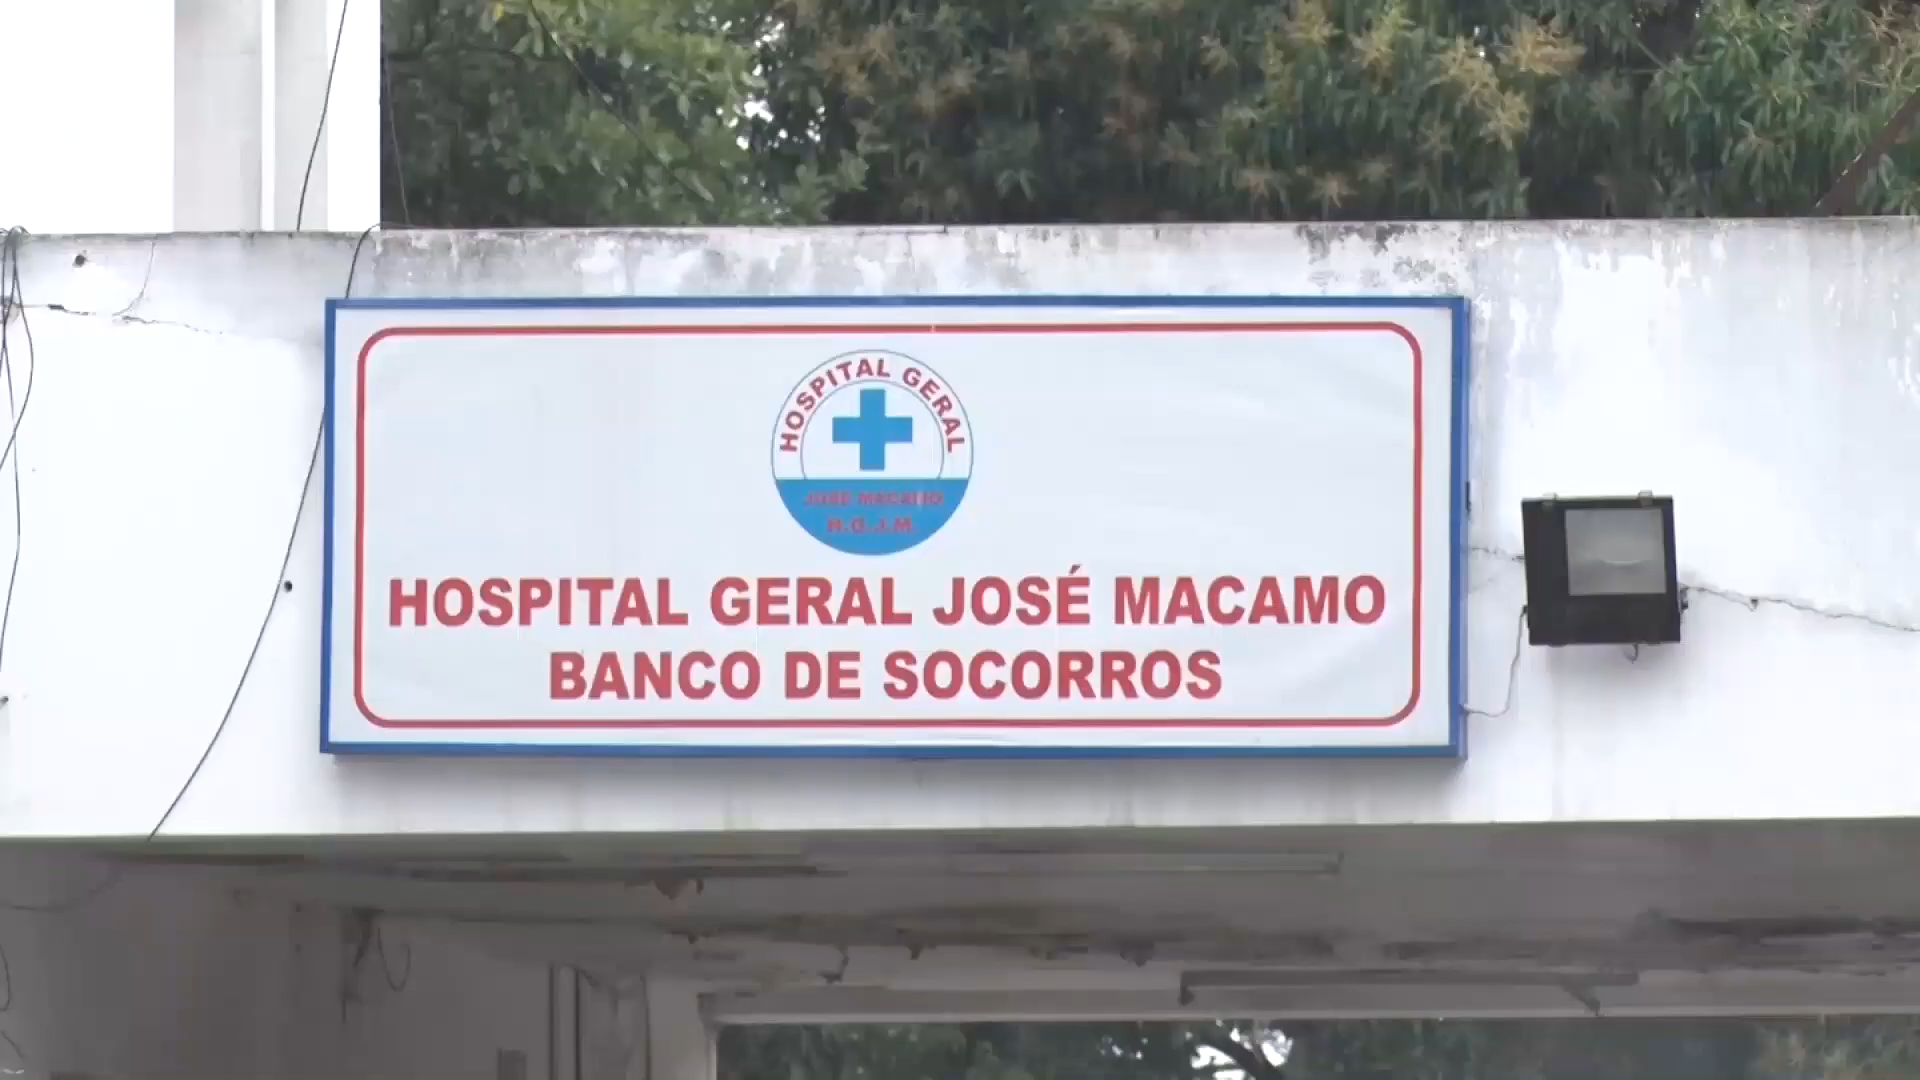 HOSPITAL GERAL
JOSÉ MACAMO
H.G.J.M.
HOSPITAL GERAL JOSÉ MACAMO
BANCO DE SOCORROS